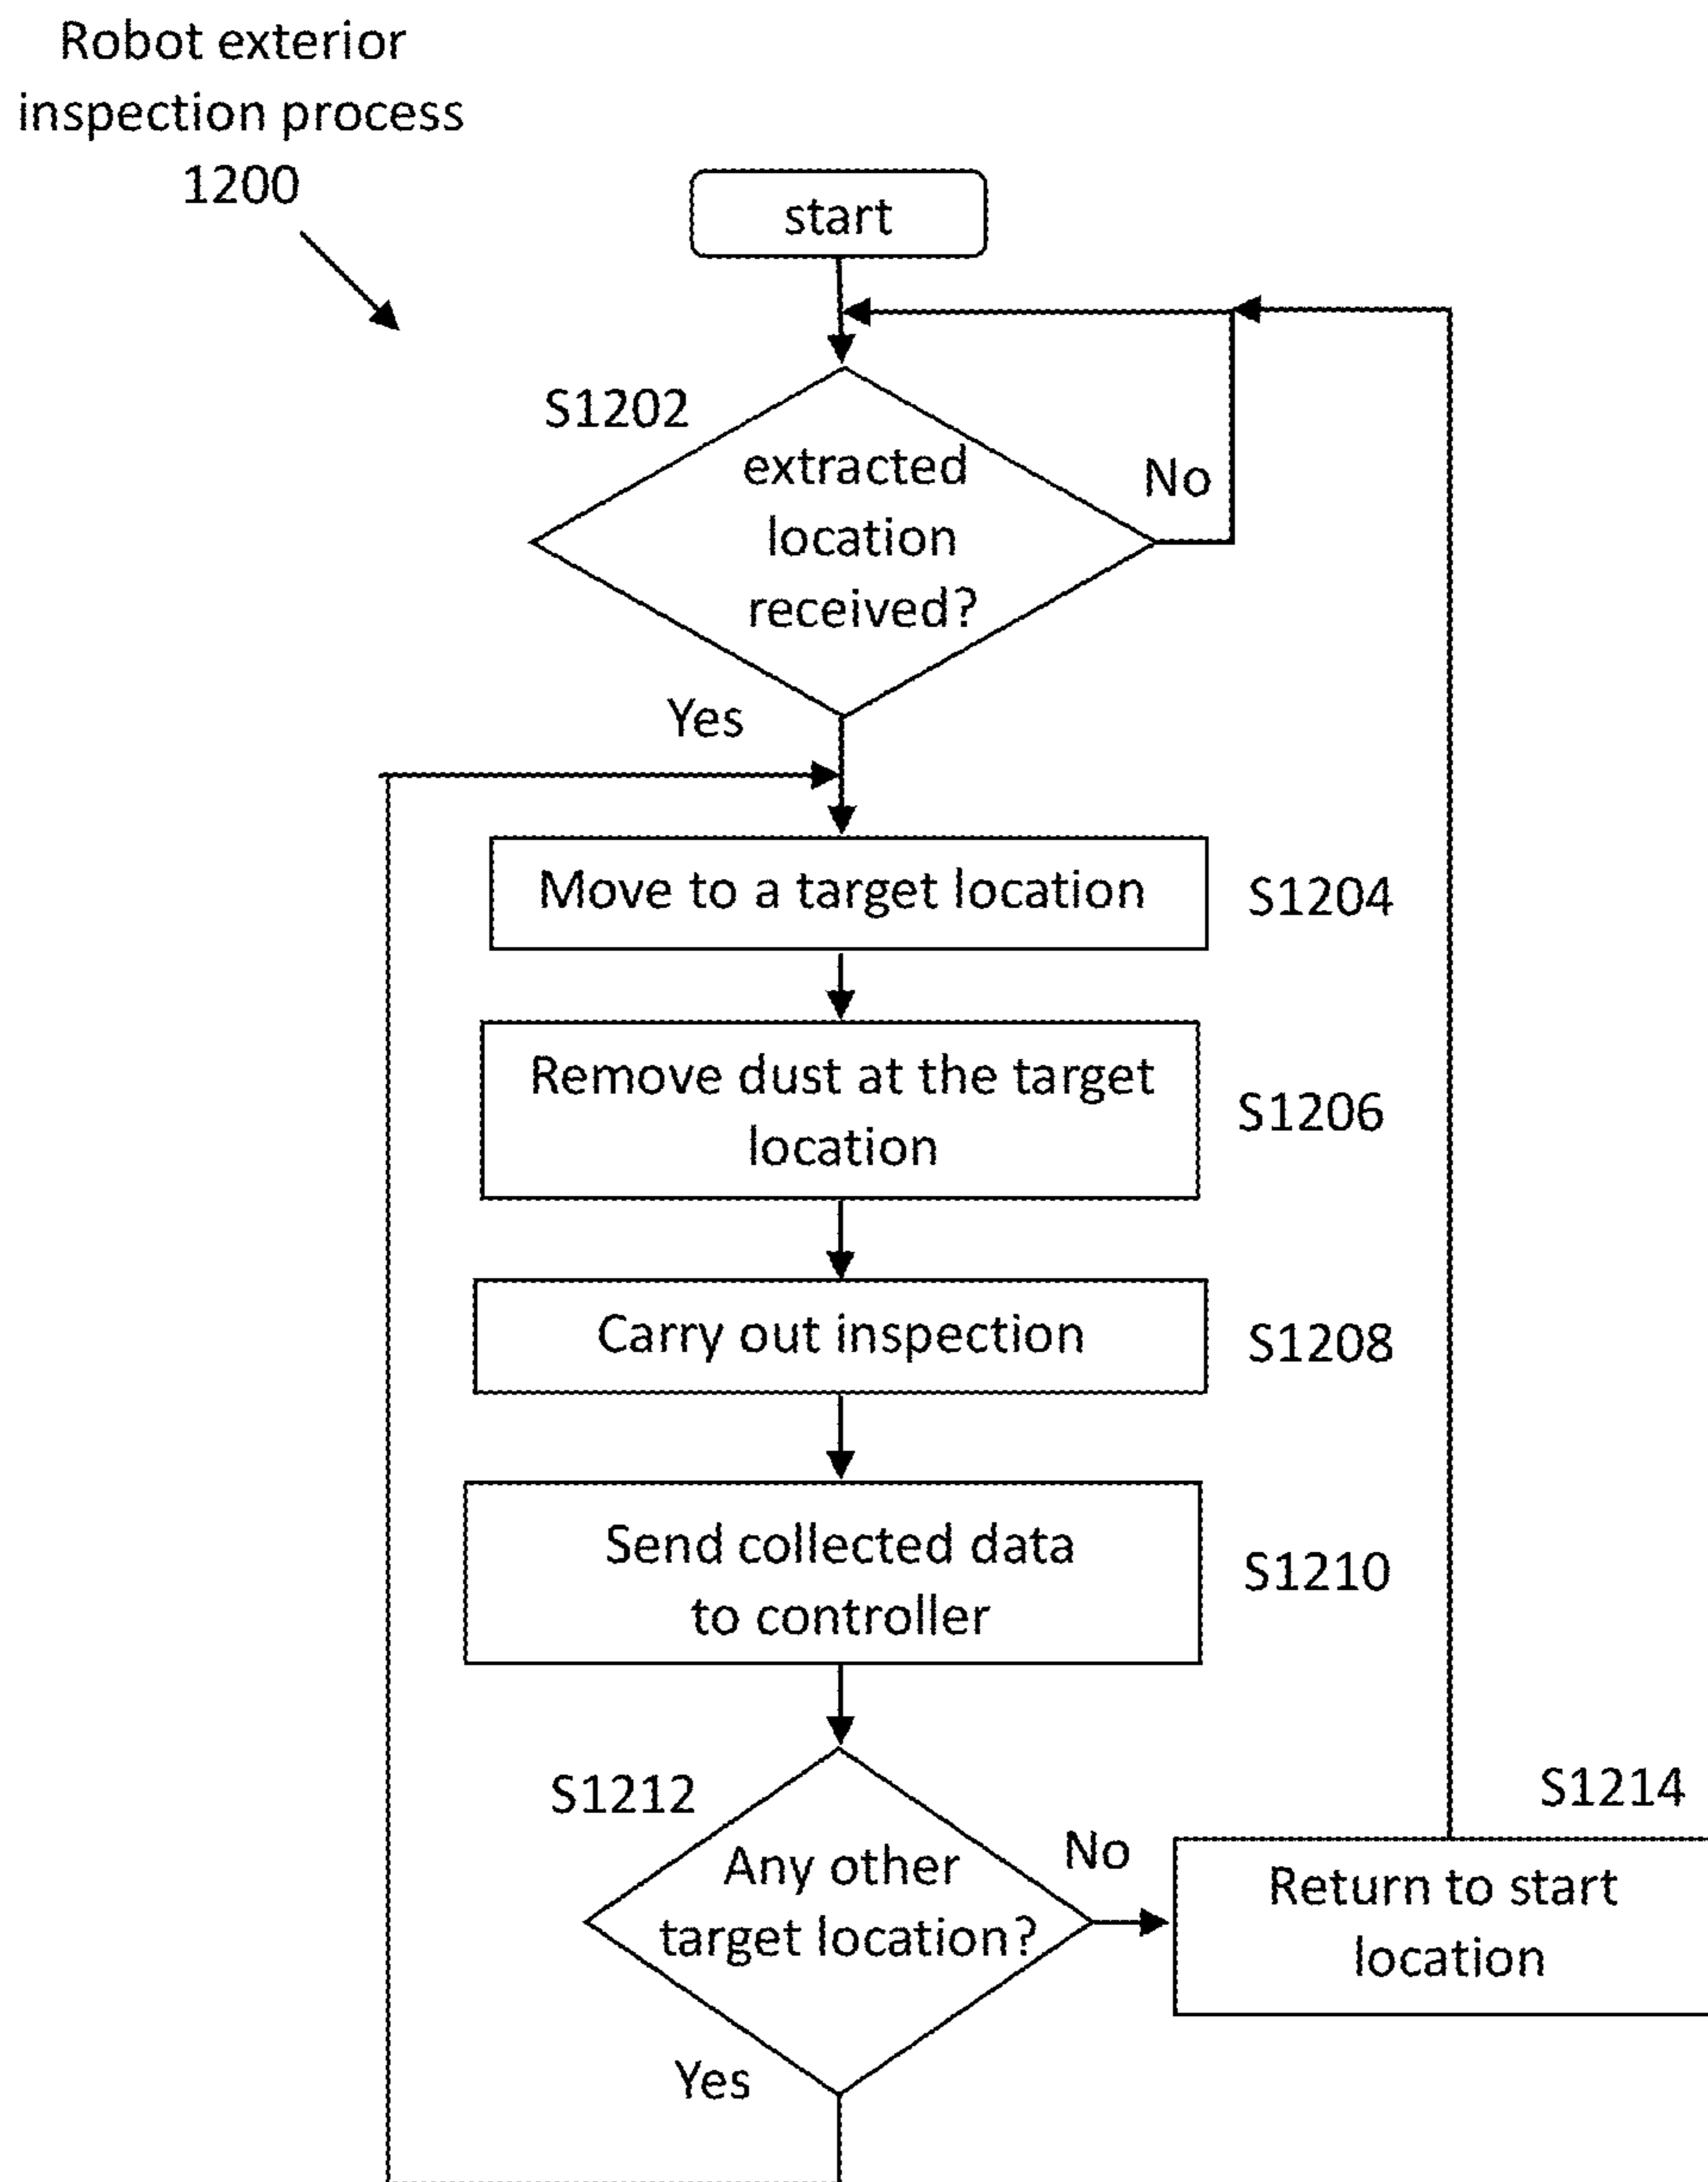 Robot exterior
inspection process
1200
start
S1202
extracted
location
received?
No
Yes
Move to a target location
S1204
Remove dust at the target
location
S1206
Carry out inspection
S1208
Send collected data
to controller
S1210
S1212
Any other
target location?
No
S1214
Return to start
location
Yes